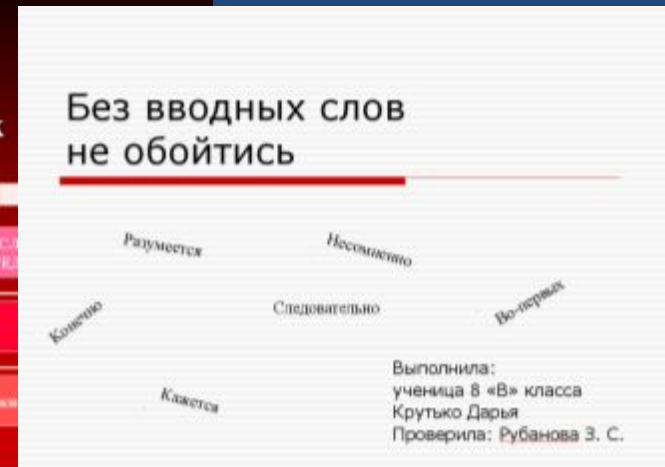 Без вводных слов
не обойтись
Разумеется
Несомненно
Конечно
Следовательно
Во-первых
Кажется
Выполнила:
ученица 8 «В» класса
Крутько Дарья
Проверила: Рубанова З. С.